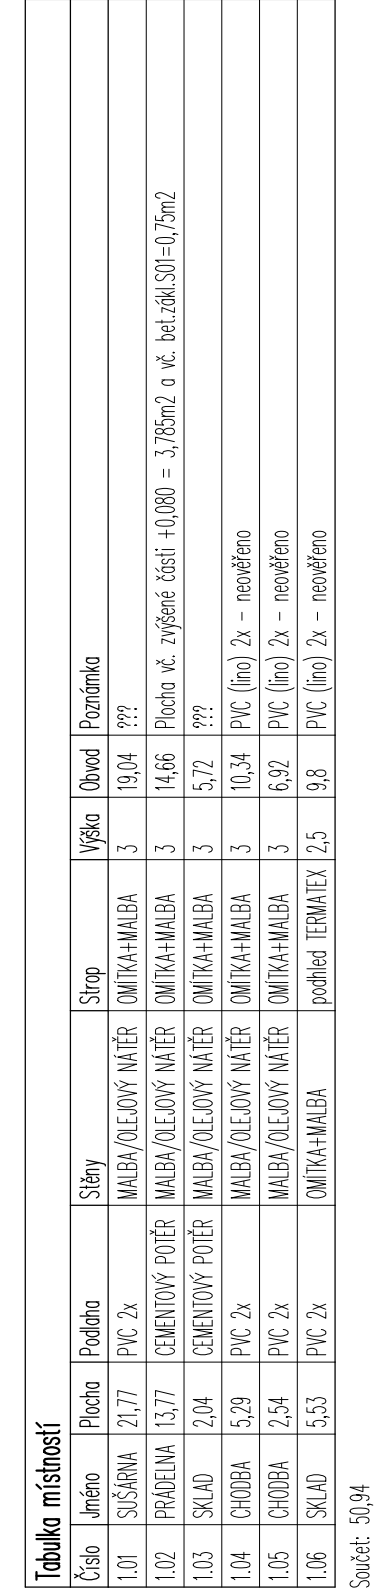 Tabulka místností
Číslo Jméno Plocha Podlaha Stěny Strop Výška Obvod Poznámka
1.01 SUŠÁRNA 21,77 PVC 2x MALBA/OLEJOVÝ NÁTĚR OMÍTKA+MALBA 3 19,04 ???
1.02 PRÁDELNA 13,77 CEMENTOVÝ POTĚR MALBA/OLEJOVÝ NÁTĚR OMÍTKA+MALBA 3 14,66 Plocha vč. zvýšené části +0,080 = 3,785m2 a vč. bet.zákl.S01=0,75m2
1.03 SKLAD 2,04 CEMENTOVÝ POTĚR MALBA/OLEJOVÝ NÁTĚR OMÍTKA+MALBA 3 5,72 ???
1.04 CHODBA 5,29 PVC 2x MALBA/OLEJOVÝ NÁTĚR OMÍTKA+MALBA 3 10,34 PVC (lino) 2x – neověřeno
1.05 CHODBA 2,54 PVC 2x MALBA/OLEJOVÝ NÁTĚR OMÍTKA+MALBA 3 6,92 PVC (lino) 2x – neověřeno
1.06 SKLAD 5,53 PVC 2x OMÍTKA+MALBA podhled TERMATEX 2,5 9,8 PVC (lino) 2x – neověřeno
Součet: 50,94